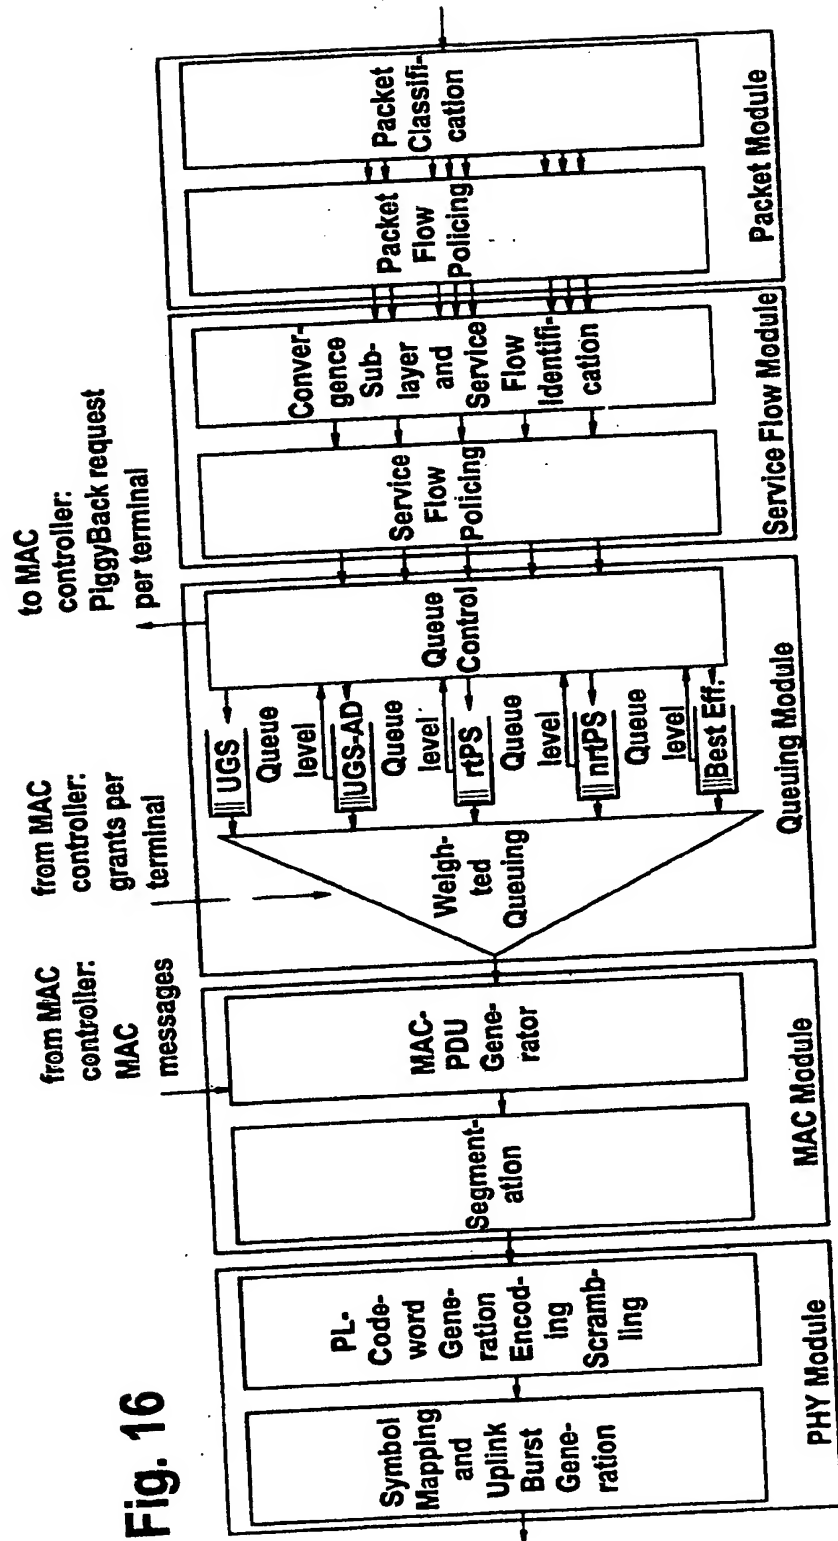 Fig. 16
from MAC
controller:
MAC
messages
from MAC
controller:
grants per
terminal
to MAC
controller:
PiggyBack request
per terminal
Symbol
Mapping
and
Uplink
Burst
Gene-
ration
PL-
Code-
word
Gene-
ration
Encod-
ing
Scramb-
ling
PHY Module
Segment-
ation
MAC-
PDU
Gene-
rator
MAC Module
Weigh-
ted
Queuing
UGS
Queue
level
UGS-AD
Queue
level
rtPS
Queue
level
nrtPS
Queue
level
Best Eff.
Queue
Control
Queuing Module
Service
Flow
Policing
Conver-
gence
Sub-
layer
and
Service
Flow
Identifi-
cation
Service Flow Module
Packet
Flow
Policing
Packet
Classifi-
cation
Packet Module